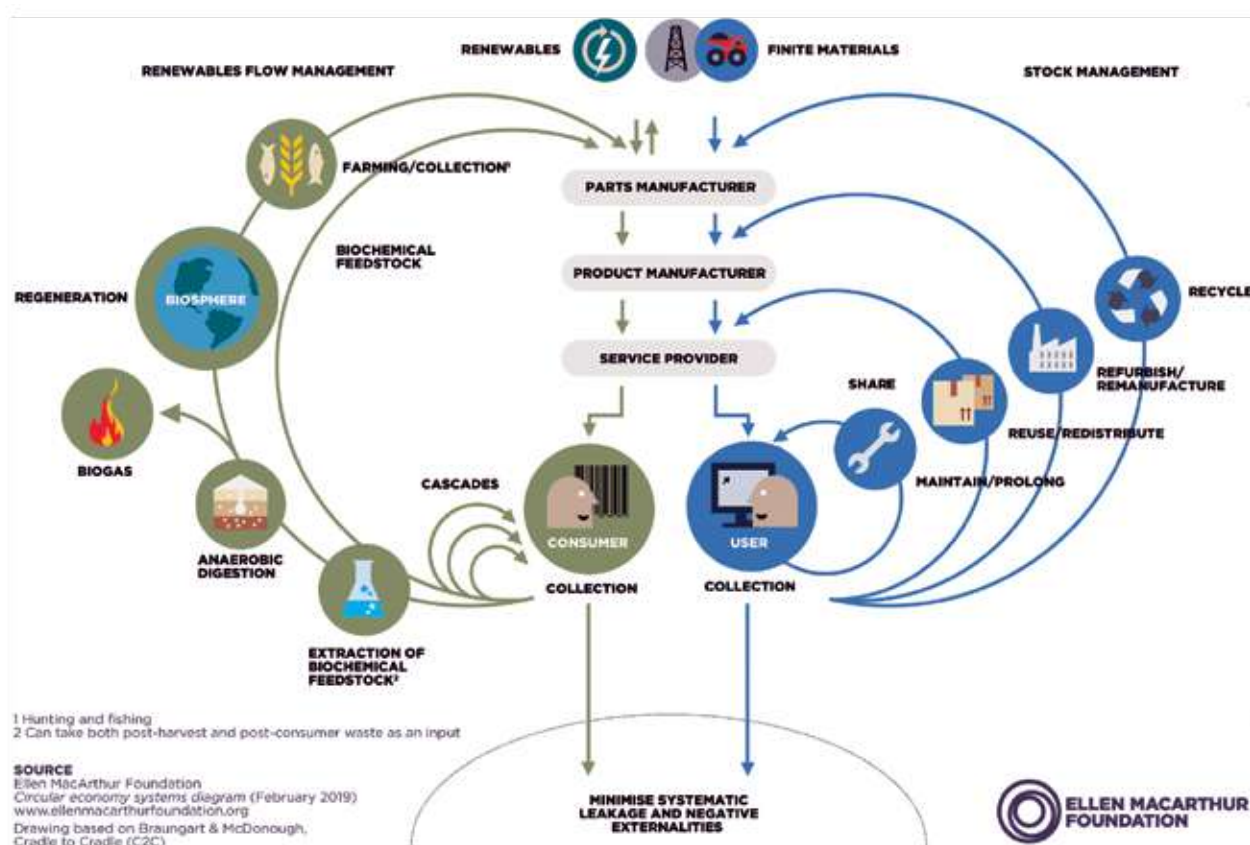 RENEWABLES
FINITE MATERIALS
RENEWABLES FLOW MANAGEMENT
STOCK MANAGEMENT
FARMING/COLLECTION¹
PARTS MANUFACTURER
BIOCHEMICAL
FEEDSTOCK
PRODUCT MANUFACTURER
REGENERATION
BIOSPHERE
RECYCLE
SERVICE PROVIDER
SHARE
REFURBISH/
REMANUFACTURE
REUSE/REDISTRIBUTE
BIOGAS
CASCADES
MAINTAIN/PROLONG
CONSUMER
USER
ANAEROBIC
DIGESTION
COLLECTION
COLLECTION
EXTRACTION OF
BIOCHEMICAL
FEEDSTOCK²
1 Hunting and fishing
2 Can take both post-harvest and post-consumer waste as an input
SOURCE
Ellen MacArthur Foundation
Circular economy systems diagram (February 2019)
www.ellenmacarthurfoundation.org
Drawing based on Braungart & McDonough,
Cradle to Cradle (C2C)
MINIMISE SYSTEMATIC
LEAKAGE AND NEGATIVE
EXTERNALITIES
ELLEN MACARTHUR
FOUNDATION